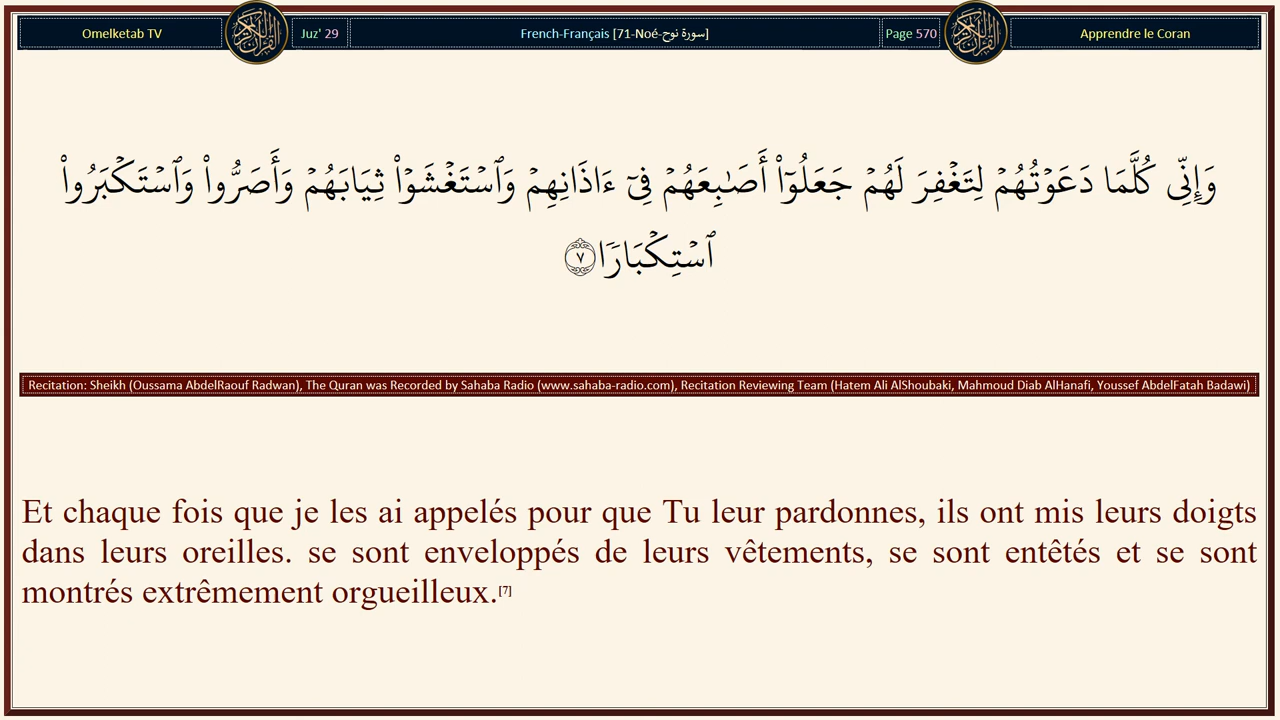 Omelketab TV
Juz' 29
French-Français [71-Noé-سورة نوح]
Page 570
Apprendre le Coran
وَإِنِّي كُلَّمَا دَعَوۡتُهُمۡ لِتَغۡفِرَ لَهُمۡ جَعَلُوٓاْ أَصَٰبِعَهُمۡ فِيٓ ءَاذَانِهِمۡ وَٱسۡتَغۡشَوۡاْ ثِيَابَهُمۡ وَأَصَرُّواْ وَٱسۡتَكۡبَرُواْ
ٱسۡتِكۡبَارٗا ٧
Recitation: Sheikh (Oussama AbdelRaouf Radwan), The Quran was Recorded by Sahaba Radio (www.sahaba-radio.com), Recitation Reviewing Team (Hatem Ali AlShoubaki, Mahmoud Diab AlHanafi, Youssef AbdelFatah Badawi)
Et chaque fois que je les ai appelés pour que Tu leur pardonnes, ils ont mis leurs doigts
dans leurs oreilles. se sont enveloppés de leurs vêtements, se sont entêtés et se sont
montrés extrêmement orgueilleux.[7]